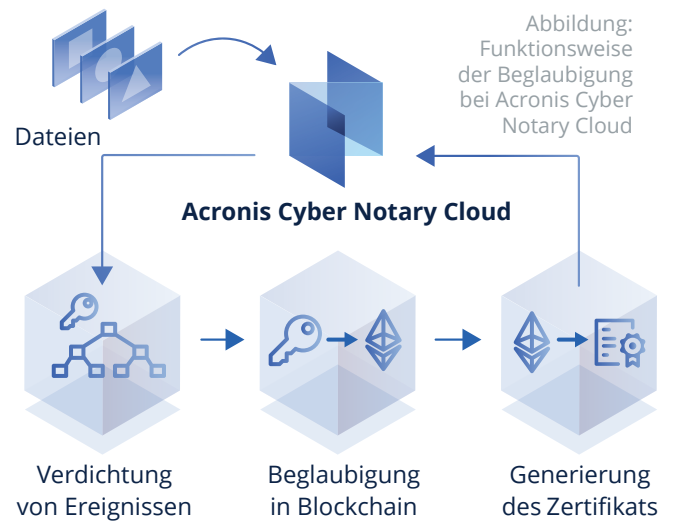 Abbildung:
Funktionsweise
der Beglaubigung
bei Acronis Cyber
Notary Cloud
Dateien
Acronis Cyber Notary Cloud
Verdichtung
von Ereignissen
Beglaubigung
in Blockchain
Generierung
des Zertifikats